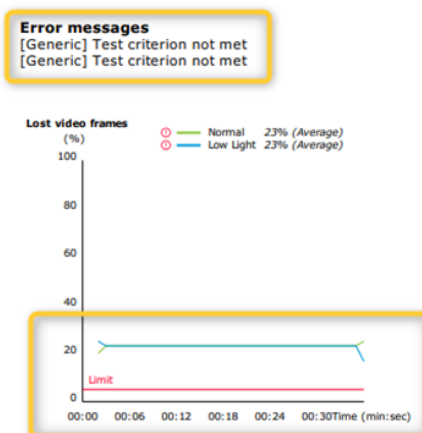 Error messages
[Generic] Test criterion not met
[Generic] Test criterion not met
Lost video frames
(%)
Normal 23% (Average)
Low Light 23% (Average)
100
80
60
40
20
Limit
0
00:00 00:06 00:12 00:18 00:24 00:30Time (min:sec)